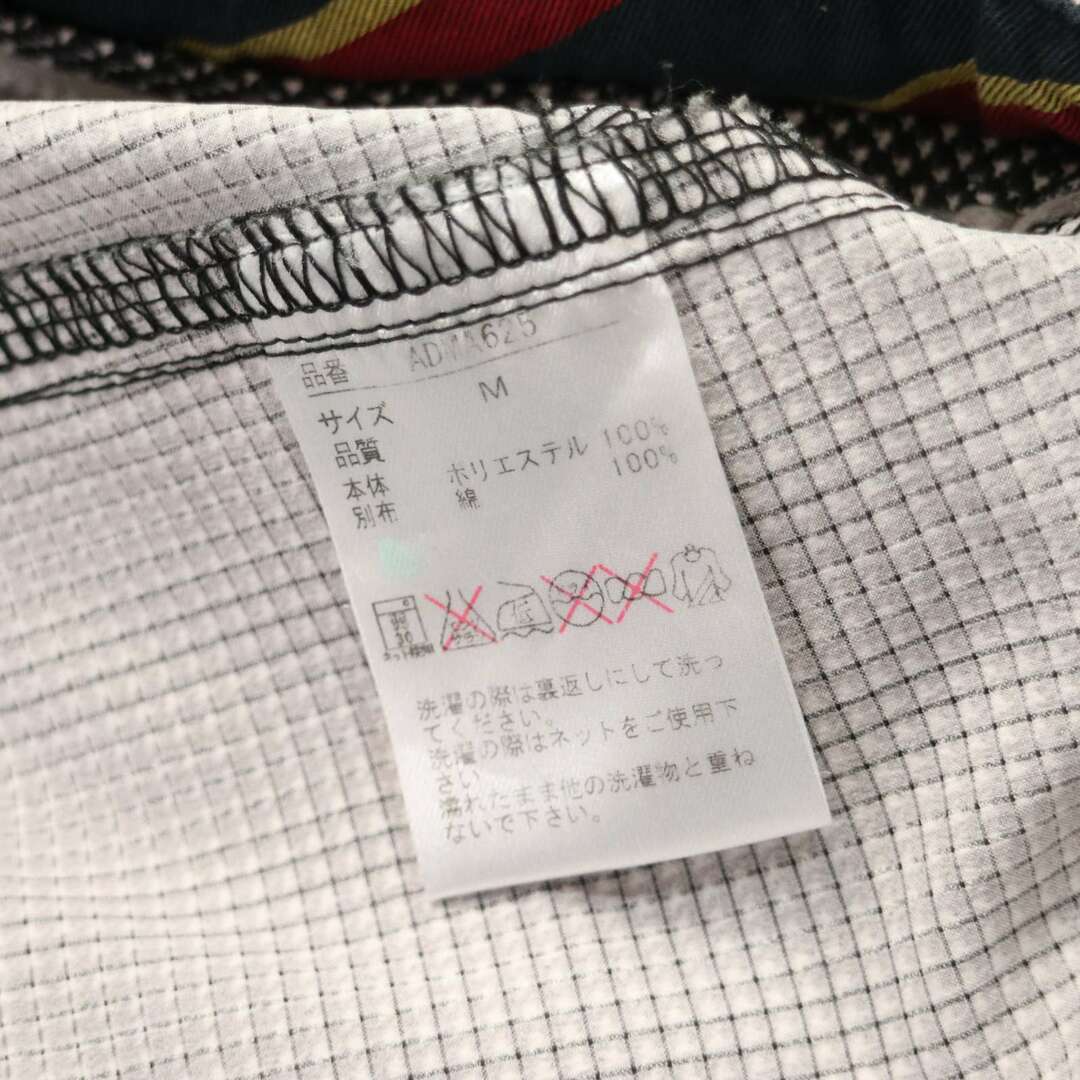 品番 ADMA625
サイズ M
品質
本体 ポリエステル 100%
別布 綿 100%
30
洗濯の際は裏返しにして洗っ
てください。
洗濯の際はネットをご使用下
さい。
濡れたまま他の洗濯物と重ね
ないで下さい。